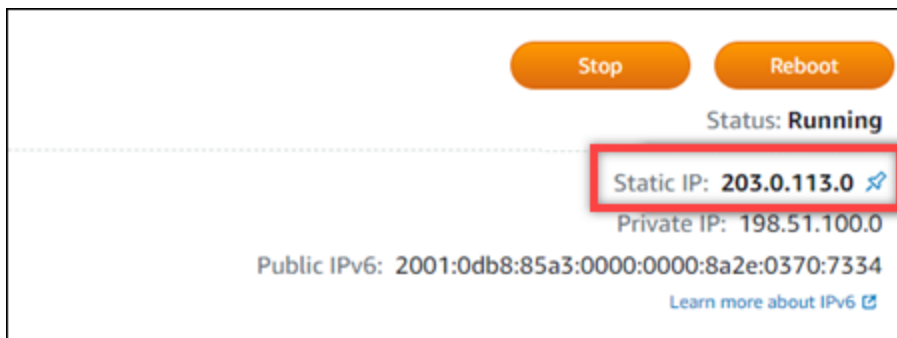 Stop Reboot
Status: Running
Static IP: 203.0.113.0
Private IP: 198.51.100.0
Public IPv6: 2001:0db8:85a3:0000:0000:8a2e:0370:7334
Learn more about IPv6